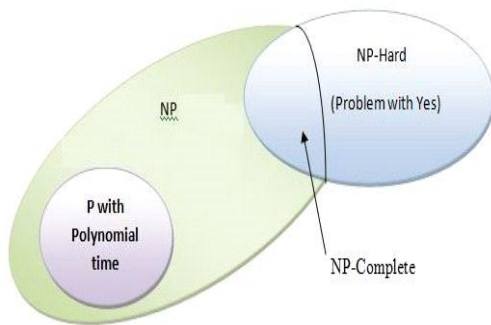 NP-Hard
(Problem with Yes)
NP
P with
Polynomial
time
NP-Complete